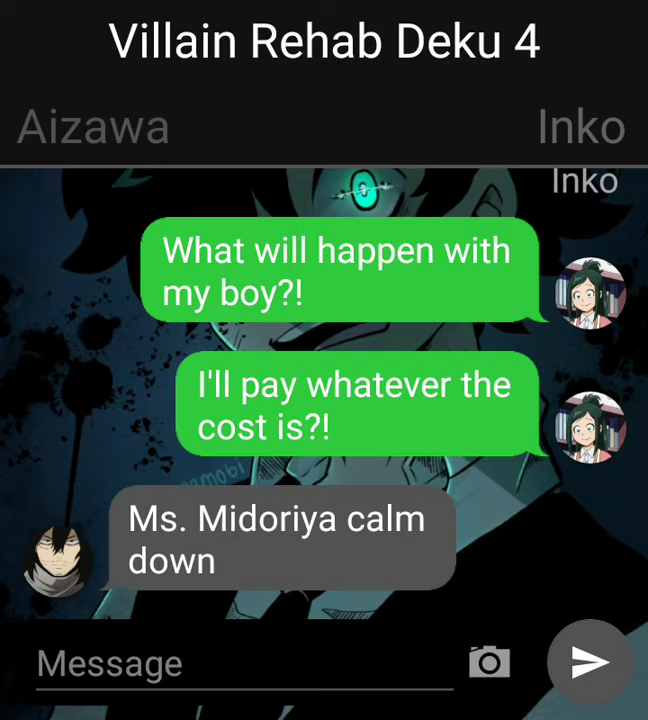 Villain Rehab Deku 4
Aizawa Inko
Inko
What will happen with
my boy?!
I'll pay whatever the
cost is?!
Ms. Midoriya calm
down
Message